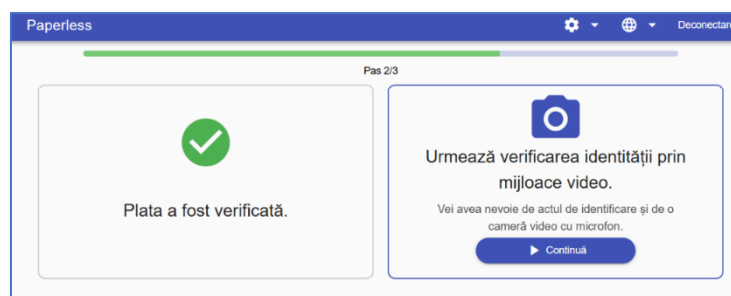 Paperless
Deconectare
Pas 2/3
Plata a fost verificată.
Urmează verificarea identității prin
mijloace video.
Vei avea nevoie de actul de identificare și de o
cameră video cu microfon.
Continuă